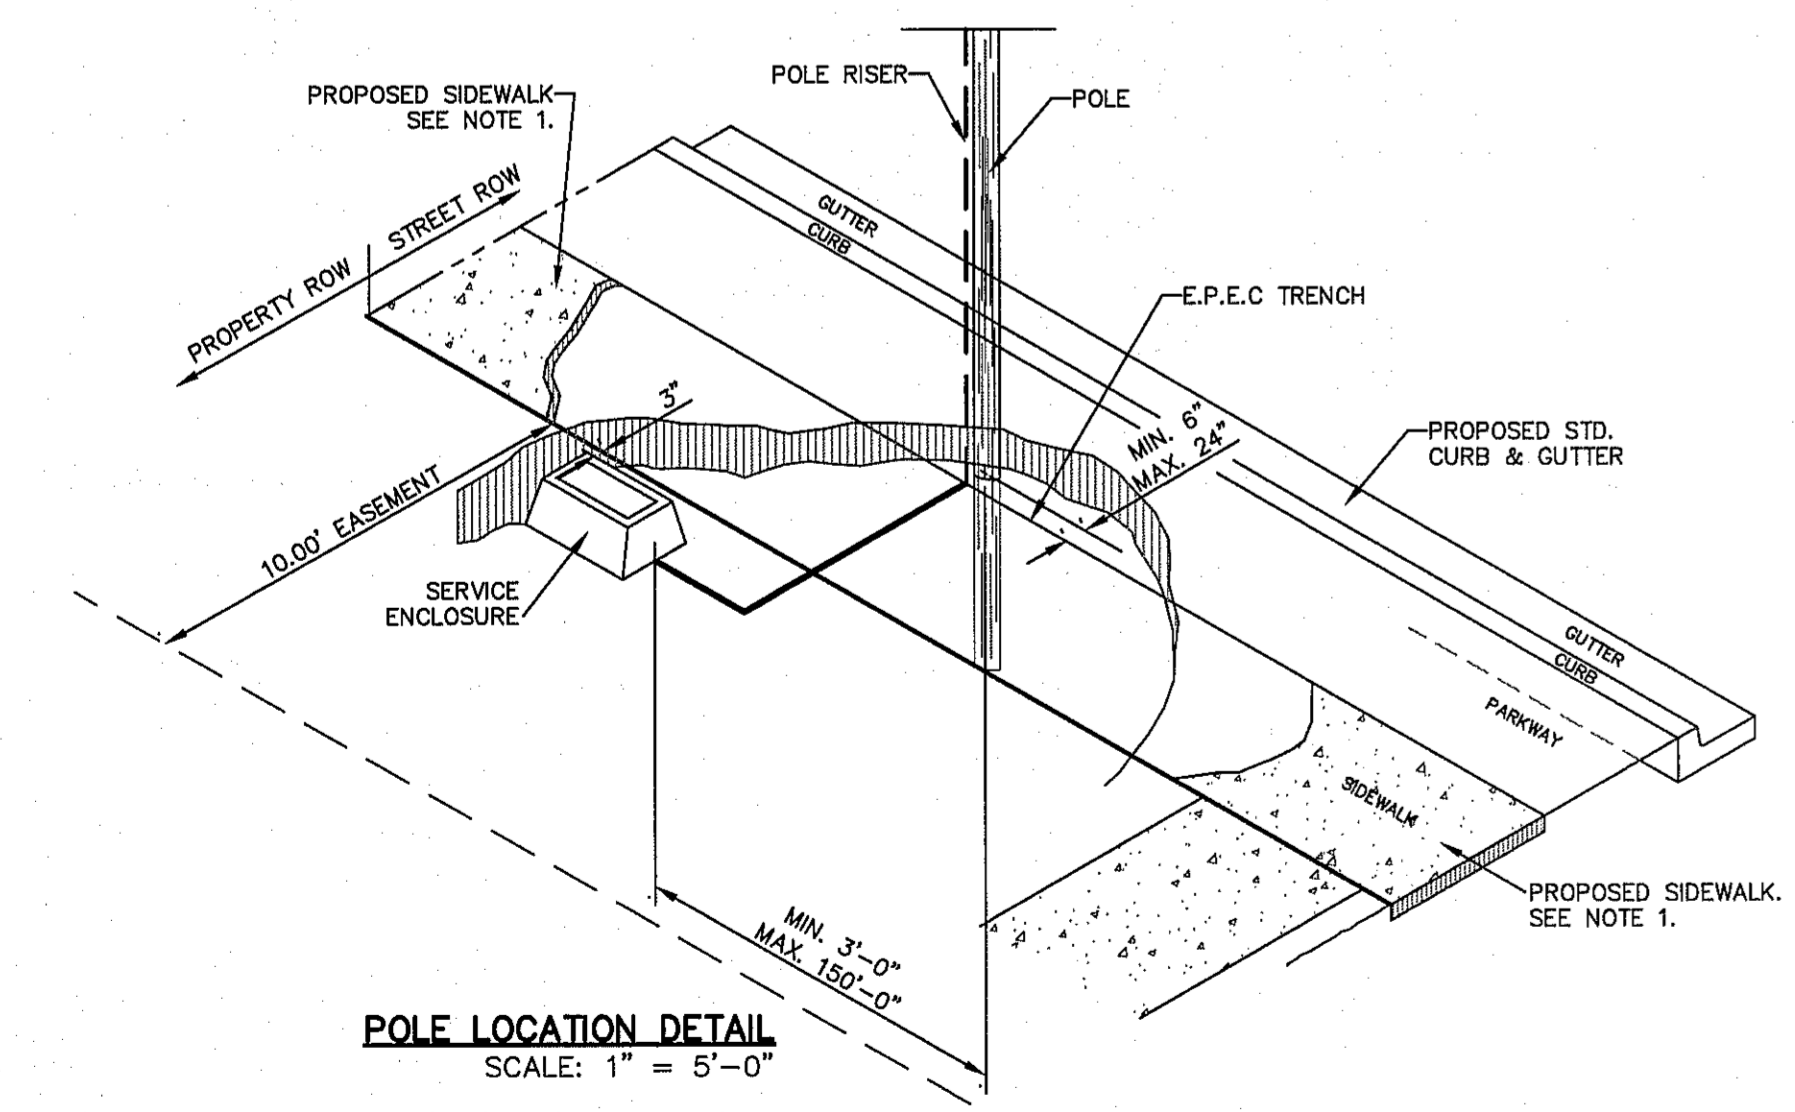 POLE RISER
POLE
PROPOSED SIDEWALK
SEE NOTE 1.
STREET ROW
PROPERTY ROW
GUTTER
CURB
E.P.E.C TRENCH
3"
MIN. 6"
MAX. 24"
PROPOSED STD.
CURB & GUTTER
10.00' EASEMENT
SERVICE
ENCLOSURE
GUTTER
CURB
PARKWAY
SIDEWALK
PROPOSED SIDEWALK.
SEE NOTE 1.
MIN. 3'-0"
MAX. 150'-0"
POLE LOCATION DETAIL
SCALE: 1" = 5'-0"